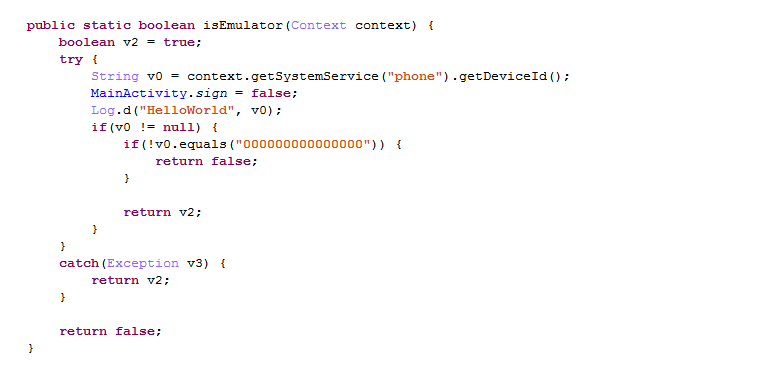 public static boolean isEmulator(Context context) {
    boolean v2 = true;
    try {
        String v0 = context.getSystemService("phone").getDeviceId();
        MainActivity.sign = false;
        Log.d("HelloWorld", v0);
        if(v0 != null) {
            if(!v0.equals("000000000000000")) {
                return false;
            }

            return v2;
        }
    }
    catch(Exception v3) {
        return v2;
    }

    return false;
}